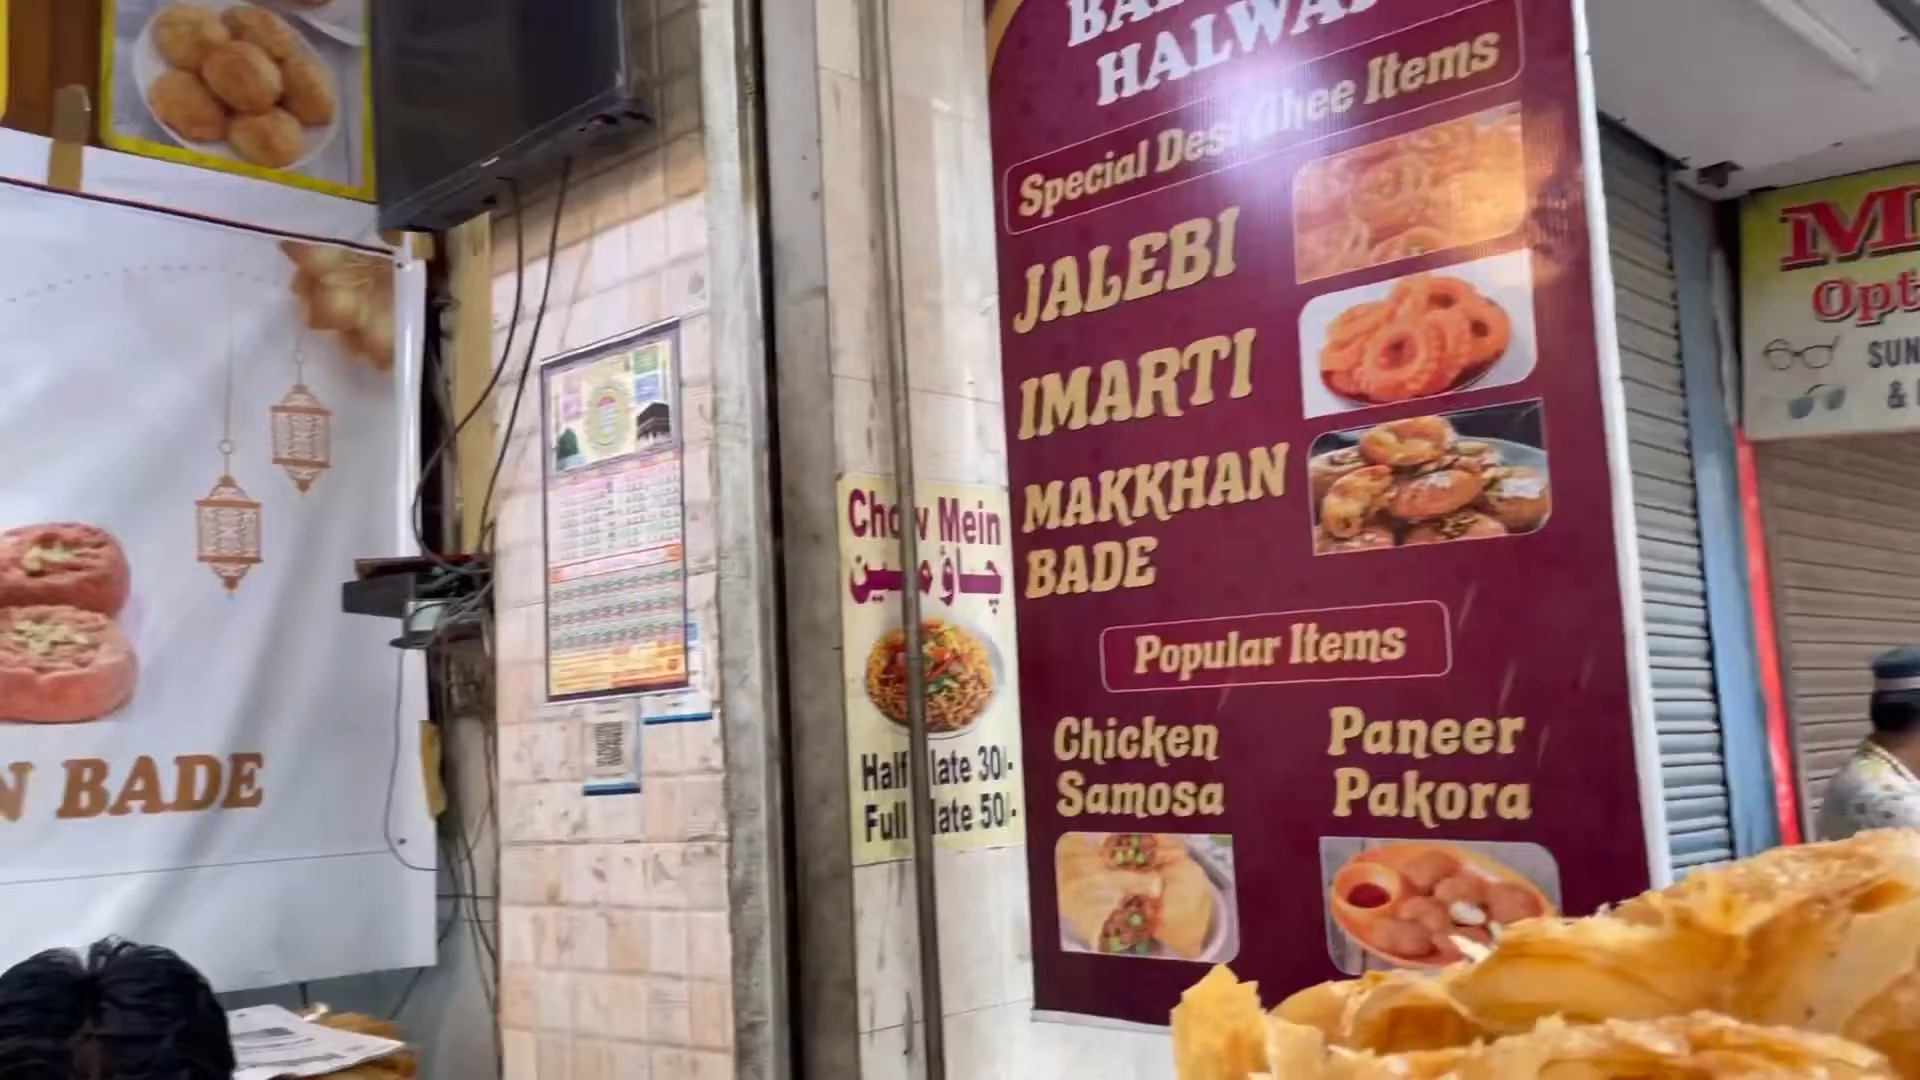 N BADE
Chow Mein
چاؤ مین
Half Plate 30/-
Full Plate 50/-
HALWAI
Special Desi Ghee Items
JALEBI
IMARTI
MAKKHAN
BADE
Popular Items
Chicken
Samosa
Paneer
Pakora
M
Opt
SUN
&